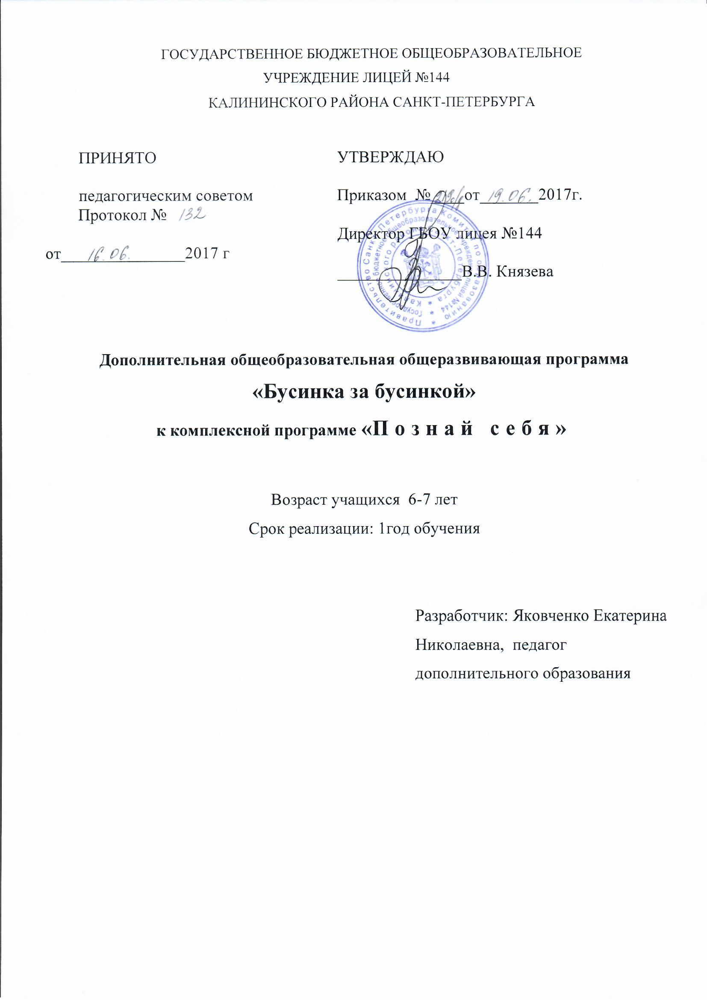 ГОСУДАРСТВЕННОЕ БЮДЖЕТНОЕ ОБЩЕОБРАЗОВАТЕЛЬНОЕ
УЧРЕЖДЕНИЕ ЛИЦЕЙ №144
КАЛИНИНСКОГО РАЙОНА САНКТ-ПЕТЕРБУРГА
ПРИНЯТО
педагогическим советом
Протокол № 132
от 16.06. 2017 г
УТВЕРЖДАЮ
Приказом № от 19.06. 2017г.
Директор ГБОУ лицея №144
В.В. Князева
Правительство Санкт-Петербурга Комитет по образованию *
Государственное бюджетное общеобразовательное учреждение лицей №144 *
Калининского района Санкт-Петербурга *
Дополнительная общеобразовательная общеразвивающая программа
«Бусинка за бусинкой»
к комплексной программе «П о з н а й с е б я »
Возраст учащихся 6-7 лет
Срок реализации: 1год обучения
Разработчик: Яковченко Екатерина
Николаевна, педагог
дополнительного образования